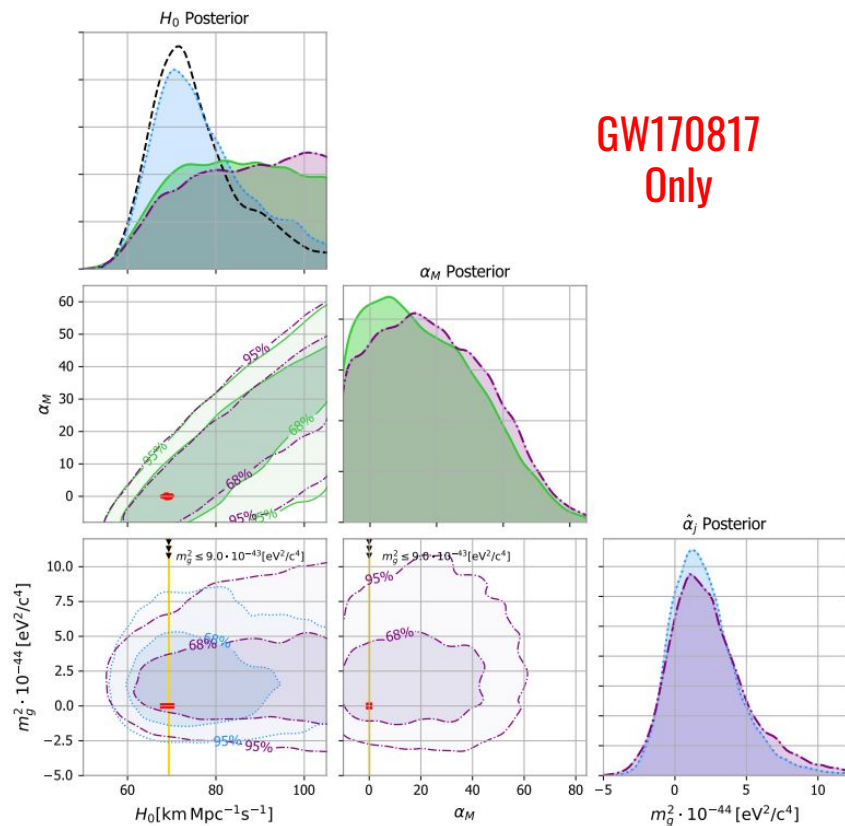 H₀ Posterior
GW170817
Only
α_M Posterior
60
50
40
30
20
10
0
α_M
95%
95%
68%
68%
95%
95%
α̂_j Posterior
10.0
7.5
5.0
2.5
0.0
−2.5
−5.0
m_g² · 10⁻⁴⁴ [eV²/c⁴]
m_g² ≤ 9.0 · 10⁻⁴³[eV²/c⁴]
68%
68%
95%
95%
m_g² ≤ 9.0 · 10⁻⁴³[eV²/c⁴]
95%
68%
60 80 100
H₀[km Mpc⁻¹s⁻¹]
0 20 40 60 80
α_M
−5 0 5 10
m_g² · 10⁻⁴⁴ [eV²/c⁴]